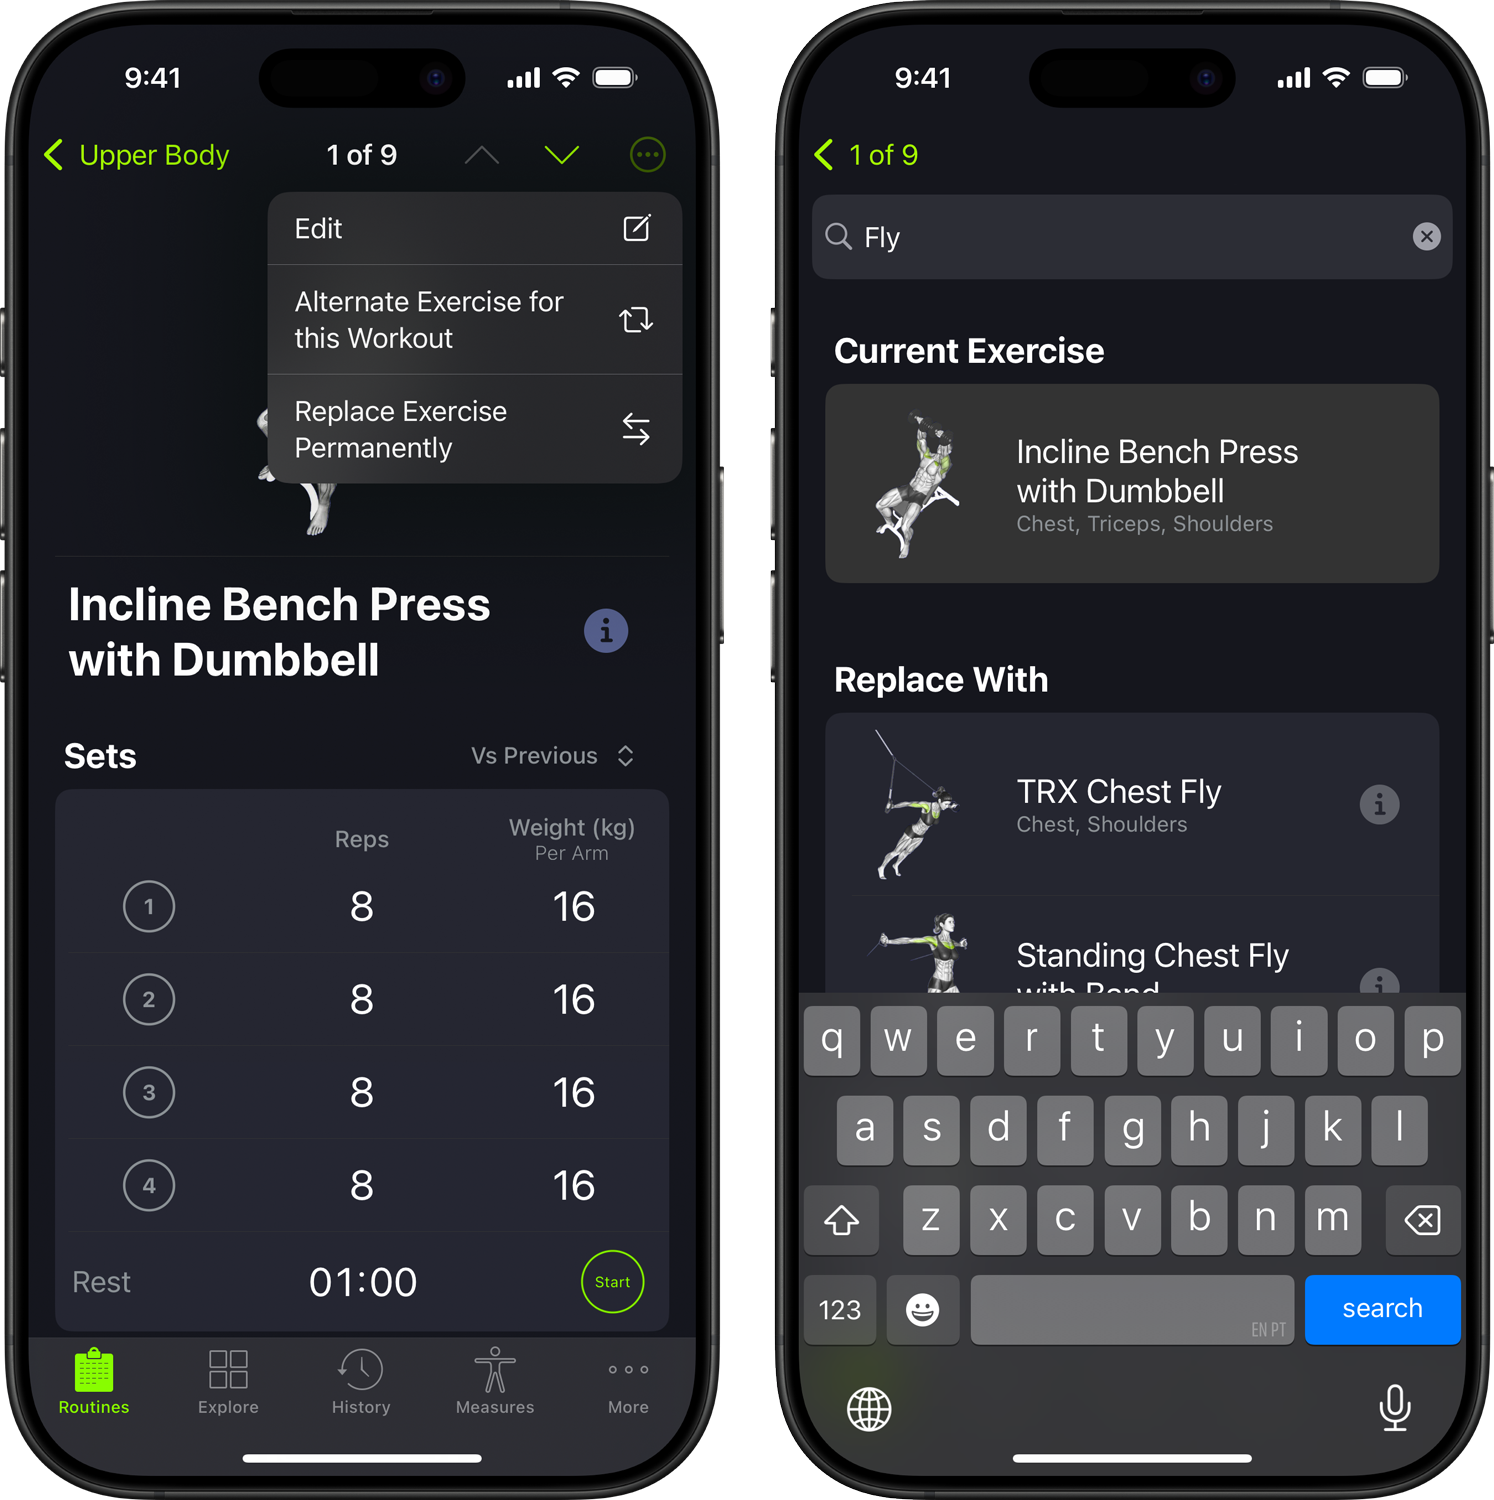 9:41
Upper Body
1 of 9
Edit
Alternate Exercise for
this Workout
Replace Exercise
Permanently
Incline Bench Press
with Dumbbell
i
Sets
Vs Previous
Reps
Weight (kg)
Per Arm
1 8 16
2 8 16
3 8 16
4 8 16
Rest 01:00 Start
Routines Explore History Measures More
9:41
1 of 9
Fly
Current Exercise
Incline Bench Press
with Dumbbell
Chest, Triceps, Shoulders
Replace With
TRX Chest Fly
Chest, Shoulders
i
Standing Chest Fly
with Band
i
q w e r t y u i o p
a s d f g h j k l
z x c v b n m
123
EN PT
search